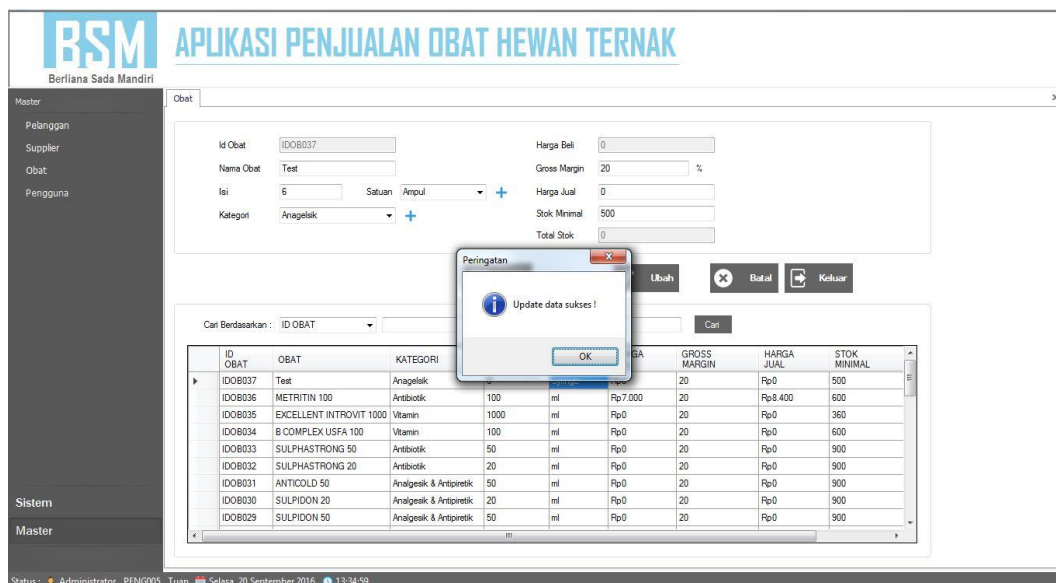 BSM
Berliana Sada Mandiri
APLIKASI PENJUALAN OBAT HEWAN TERNAK
Master
Pelanggan
Supplier
Obat
Pengguna
Sistem
Master
Obat
Id Obat IDOB037
Nama Obat Test
Isi 6 Satuan Ampul
Kategori Anagelsik
Harga Beli 0
Gross Margin 20 %
Harga Jual 0
Stok Minimal 500
Total Stok 0
Peringatan
Update data sukses !
OK
Ubah Batal Keluar
Cari Berdasarkan : ID OBAT Cari
ID OBAT OBAT KATEGORI GROSS MARGIN HARGA JUAL STOK MINIMAL
IDOB037 Test Anagelsik 20 Rp0 500
IDOB036 METRITIN 100 Antibiotik 100 ml Rp7.000 20 Rp8.400 600
IDOB035 EXCELLENT INTROVIT 1000 Vitamin 1000 ml Rp0 20 Rp0 360
IDOB034 B COMPLEX USFA 100 Vitamin 100 ml Rp0 20 Rp0 600
IDOB033 SULPHASTRONG 50 Antibiotik 50 ml Rp0 20 Rp0 900
IDOB032 SULPHASTRONG 20 Antibiotik 20 ml Rp0 20 Rp0 900
IDOB031 ANTICOLD 50 Analgesik & Antipiretik 50 ml Rp0 20 Rp0 900
IDOB030 SULPIDON 20 Analgesik & Antipiretik 20 ml Rp0 20 Rp0 900
IDOB029 SULPIDON 50 Analgesik & Antipiretik 50 ml Rp0 20 Rp0 900
Status : Administrator PENG005 Tuan Selasa, 20 September 2016 13:34:59